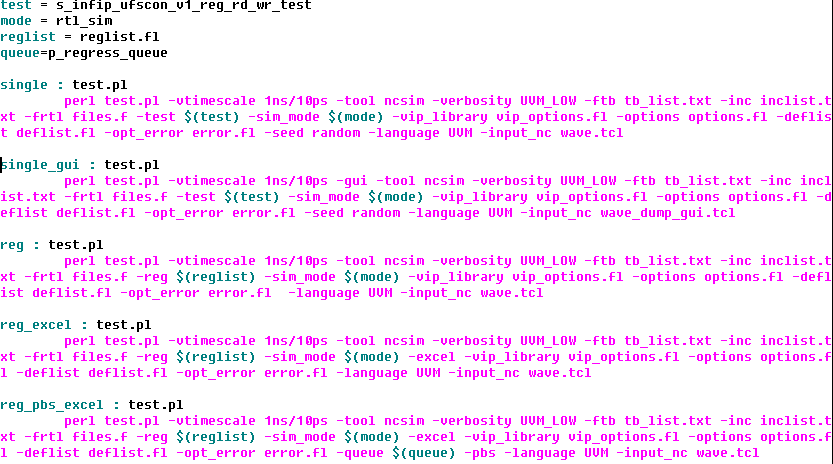 test = s_infip_ufscon_v1_reg_rd_wr_test
mode = rtl_sim
reglist = reglist.fl
queue=p_regress_queue
single : test.pl
perl test.pl -vtimescale 1ns/10ps -tool ncsim -verbosity UVM_LOW -ftb tb_list.txt -inc inclist.t
xt -frtl files.f -test $(test) -sim_mode $(mode) -vip_library vip_options.fl -options options.fl -deflis
t deflist.fl -opt_error error.fl -seed random -language UVM -input_nc wave.tcl
single_gui : test.pl
perl test.pl -vtimescale 1ns/10ps -gui -tool ncsim -verbosity UVM_LOW -ftb tb_list.txt -inc incl
ist.txt -frtl files.f -test $(test) -sim_mode $(mode) -vip_library vip_options.fl -options options.fl -d
eflist deflist.fl -opt_error error.fl -seed random -language UVM -input_nc wave_dump_gui.tcl
reg : test.pl
perl test.pl -vtimescale 1ns/10ps -tool ncsim -verbosity UVM_LOW -ftb tb_list.txt -inc inclist.t
xt -frtl files.f -reg $(reglist) -sim_mode $(mode) -vip_library vip_options.fl -options options.fl -defl
ist deflist.fl -opt_error error.fl  -language UVM -input_nc wave.tcl
reg_excel : test.pl
perl test.pl -vtimescale 1ns/10ps -tool ncsim -verbosity UVM_LOW -ftb tb_list.txt -inc inclist.t
xt -frtl files.f -reg $(reglist) -sim_mode $(mode) -excel -vip_library vip_options.fl -options options.f
l -deflist deflist.fl -opt_error error.fl -language UVM -input_nc wave.tcl
reg_pbs_excel : test.pl
perl test.pl -vtimescale 1ns/10ps -tool ncsim -verbosity UVM_LOW -ftb tb_list.txt -inc inclist.t
xt -frtl files.f -reg $(reglist) -sim_mode $(mode) -excel -vip_library vip_options.fl -options options.f
l -deflist deflist.fl -opt_error error.fl -queue $(queue) -pbs -language UVM -input_nc wave.tcl